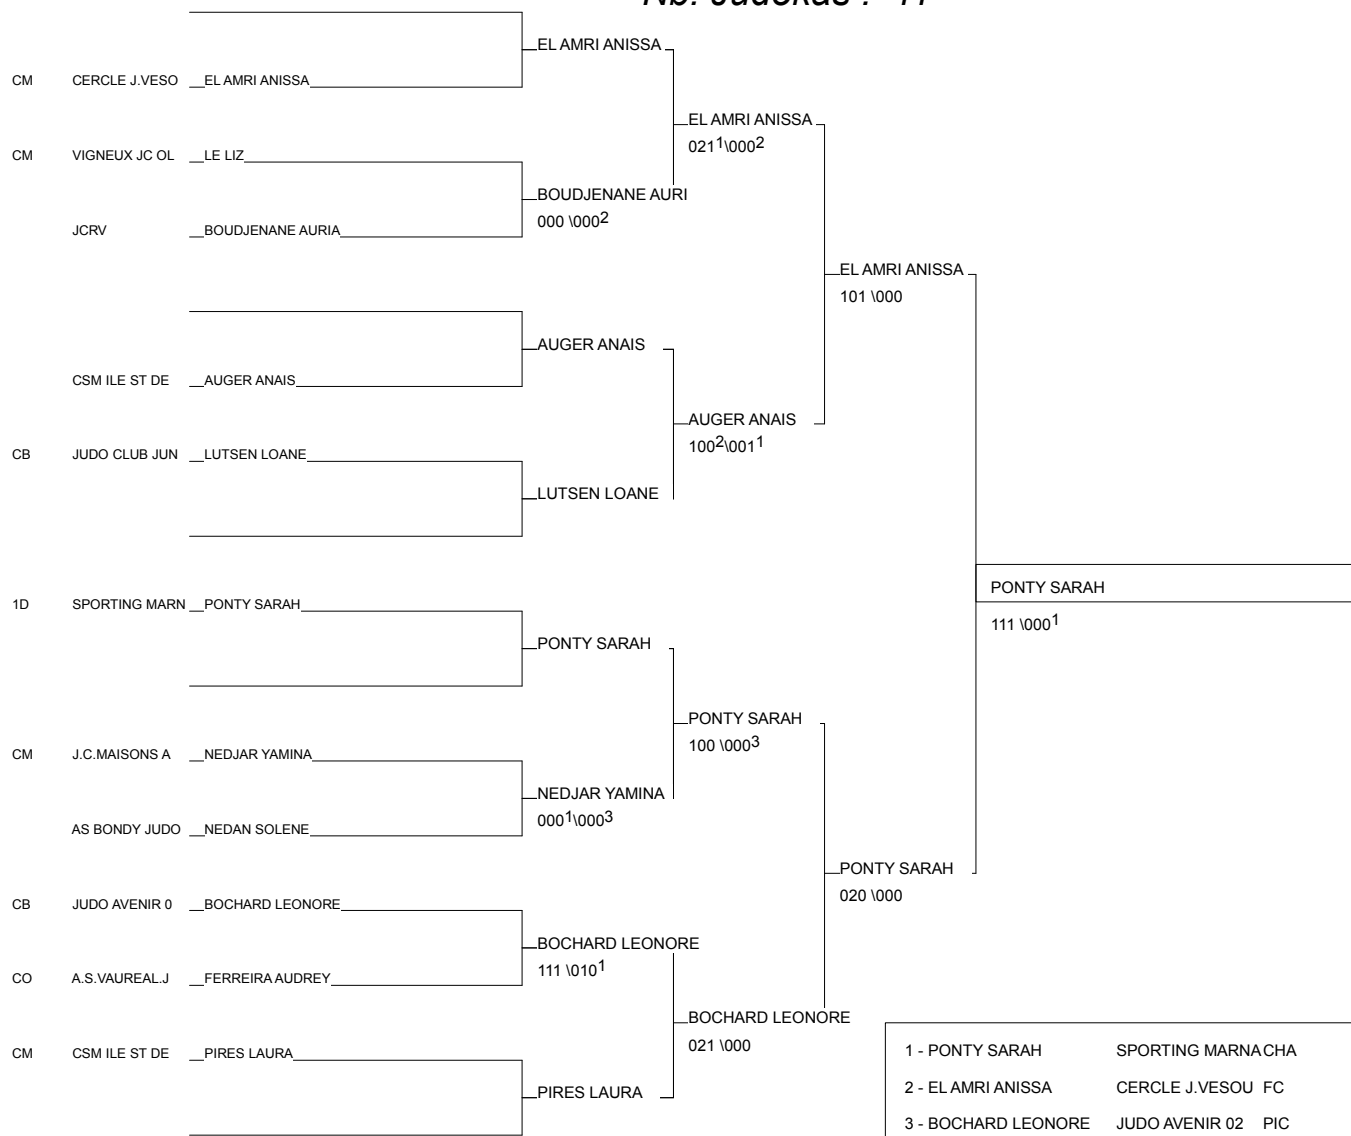 Nb. Judokas : 11
EL AMRI ANISSA
CM CERCLE J.VESO EL AMRI ANISSA
EL AMRI ANISSA
021¹\000²
CM VIGNEUX JC OL LE LIZ
BOUDJENANE AURI
000 \000²
JCRV BOUDJENANE AURIA
EL AMRI ANISSA
101 \000
AUGER ANAIS
CSM ILE ST DE AUGER ANAIS
AUGER ANAIS
100²\001¹
CB JUDO CLUB JUN LUTSEN LOANE
LUTSEN LOANE
PONTY SARAH
111 \000¹
1D SPORTING MARN PONTY SARAH
PONTY SARAH
PONTY SARAH
100 \000³
CM J.C.MAISONS A NEDJAR YAMINA
NEDJAR YAMINA
000¹\000³
AS BONDY JUDO NEDAN SOLENE
PONTY SARAH
020 \000
CB JUDO AVENIR 0 BOCHARD LEONORE
BOCHARD LEONORE
111 \010¹
CO A.S.VAUREAL.J FERREIRA AUDREY
BOCHARD LEONORE
021 \000
CM CSM ILE ST DE PIRES LAURA
PIRES LAURA
1 - PONTY SARAH SPORTING MARNA CHA
2 - EL AMRI ANISSA CERCLE J.VESOU FC
3 - BOCHARD LEONORE JUDO AVENIR 02 PIC